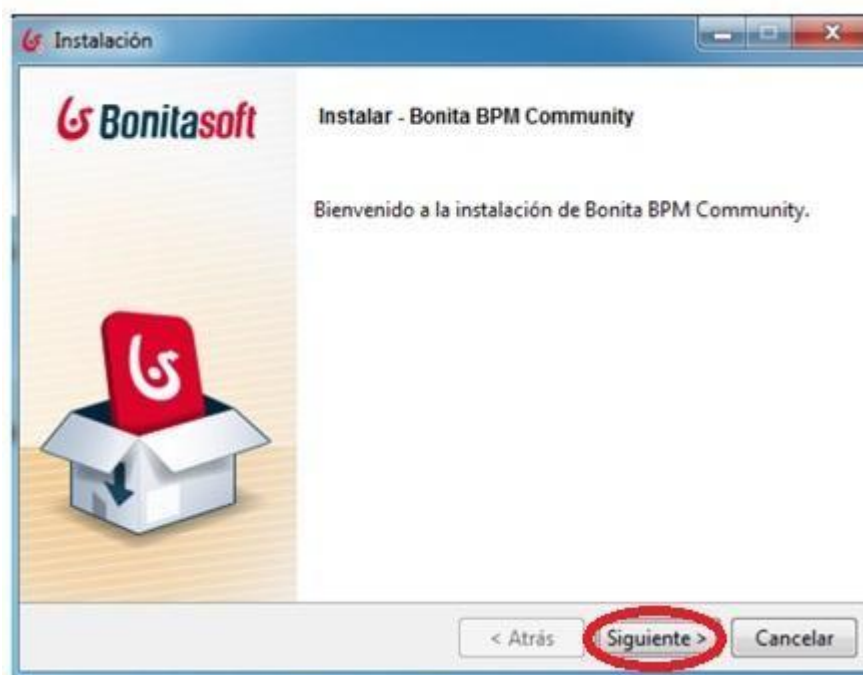 Instalación
Bonitasoft
Instalar - Bonita BPM Community
Bienvenido a la instalación de Bonita BPM Community.
< Atrás
Siguiente >
Cancelar